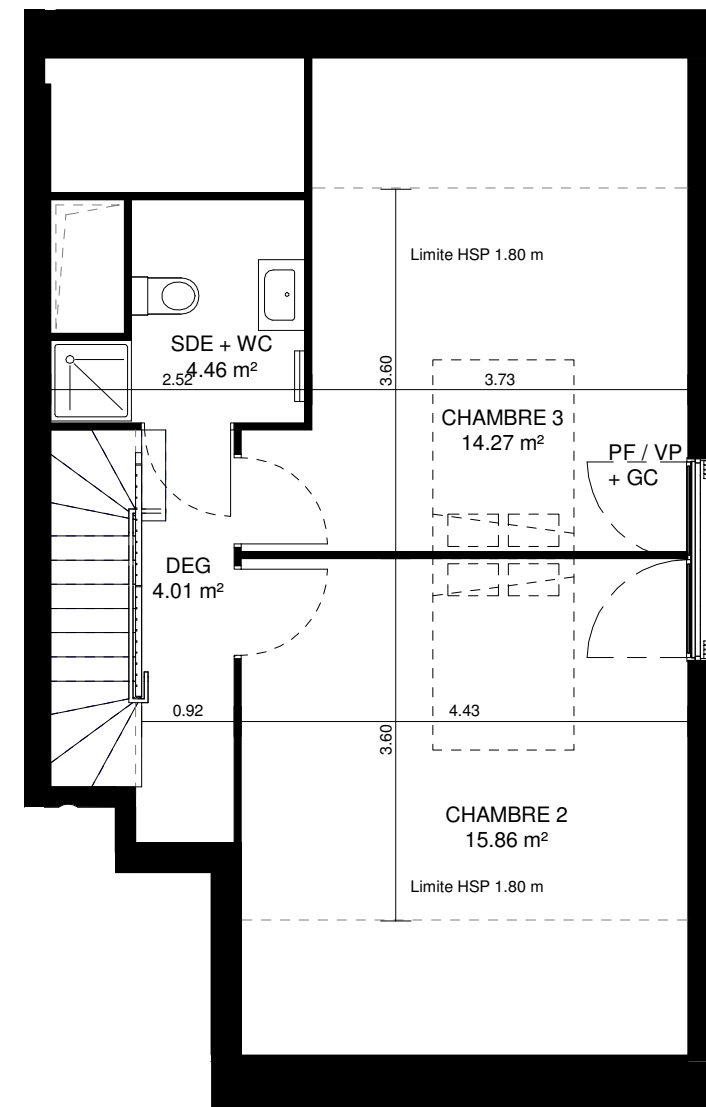 Limite HSP 1.80 m
SDE + WC
4.46 m²
2.52
3.60
3.73
CHAMBRE 3
14.27 m²
PF / VP
+ GC
DEG
4.01 m²
0.92
4.43
3.60
CHAMBRE 2
15.86 m²
Limite HSP 1.80 m